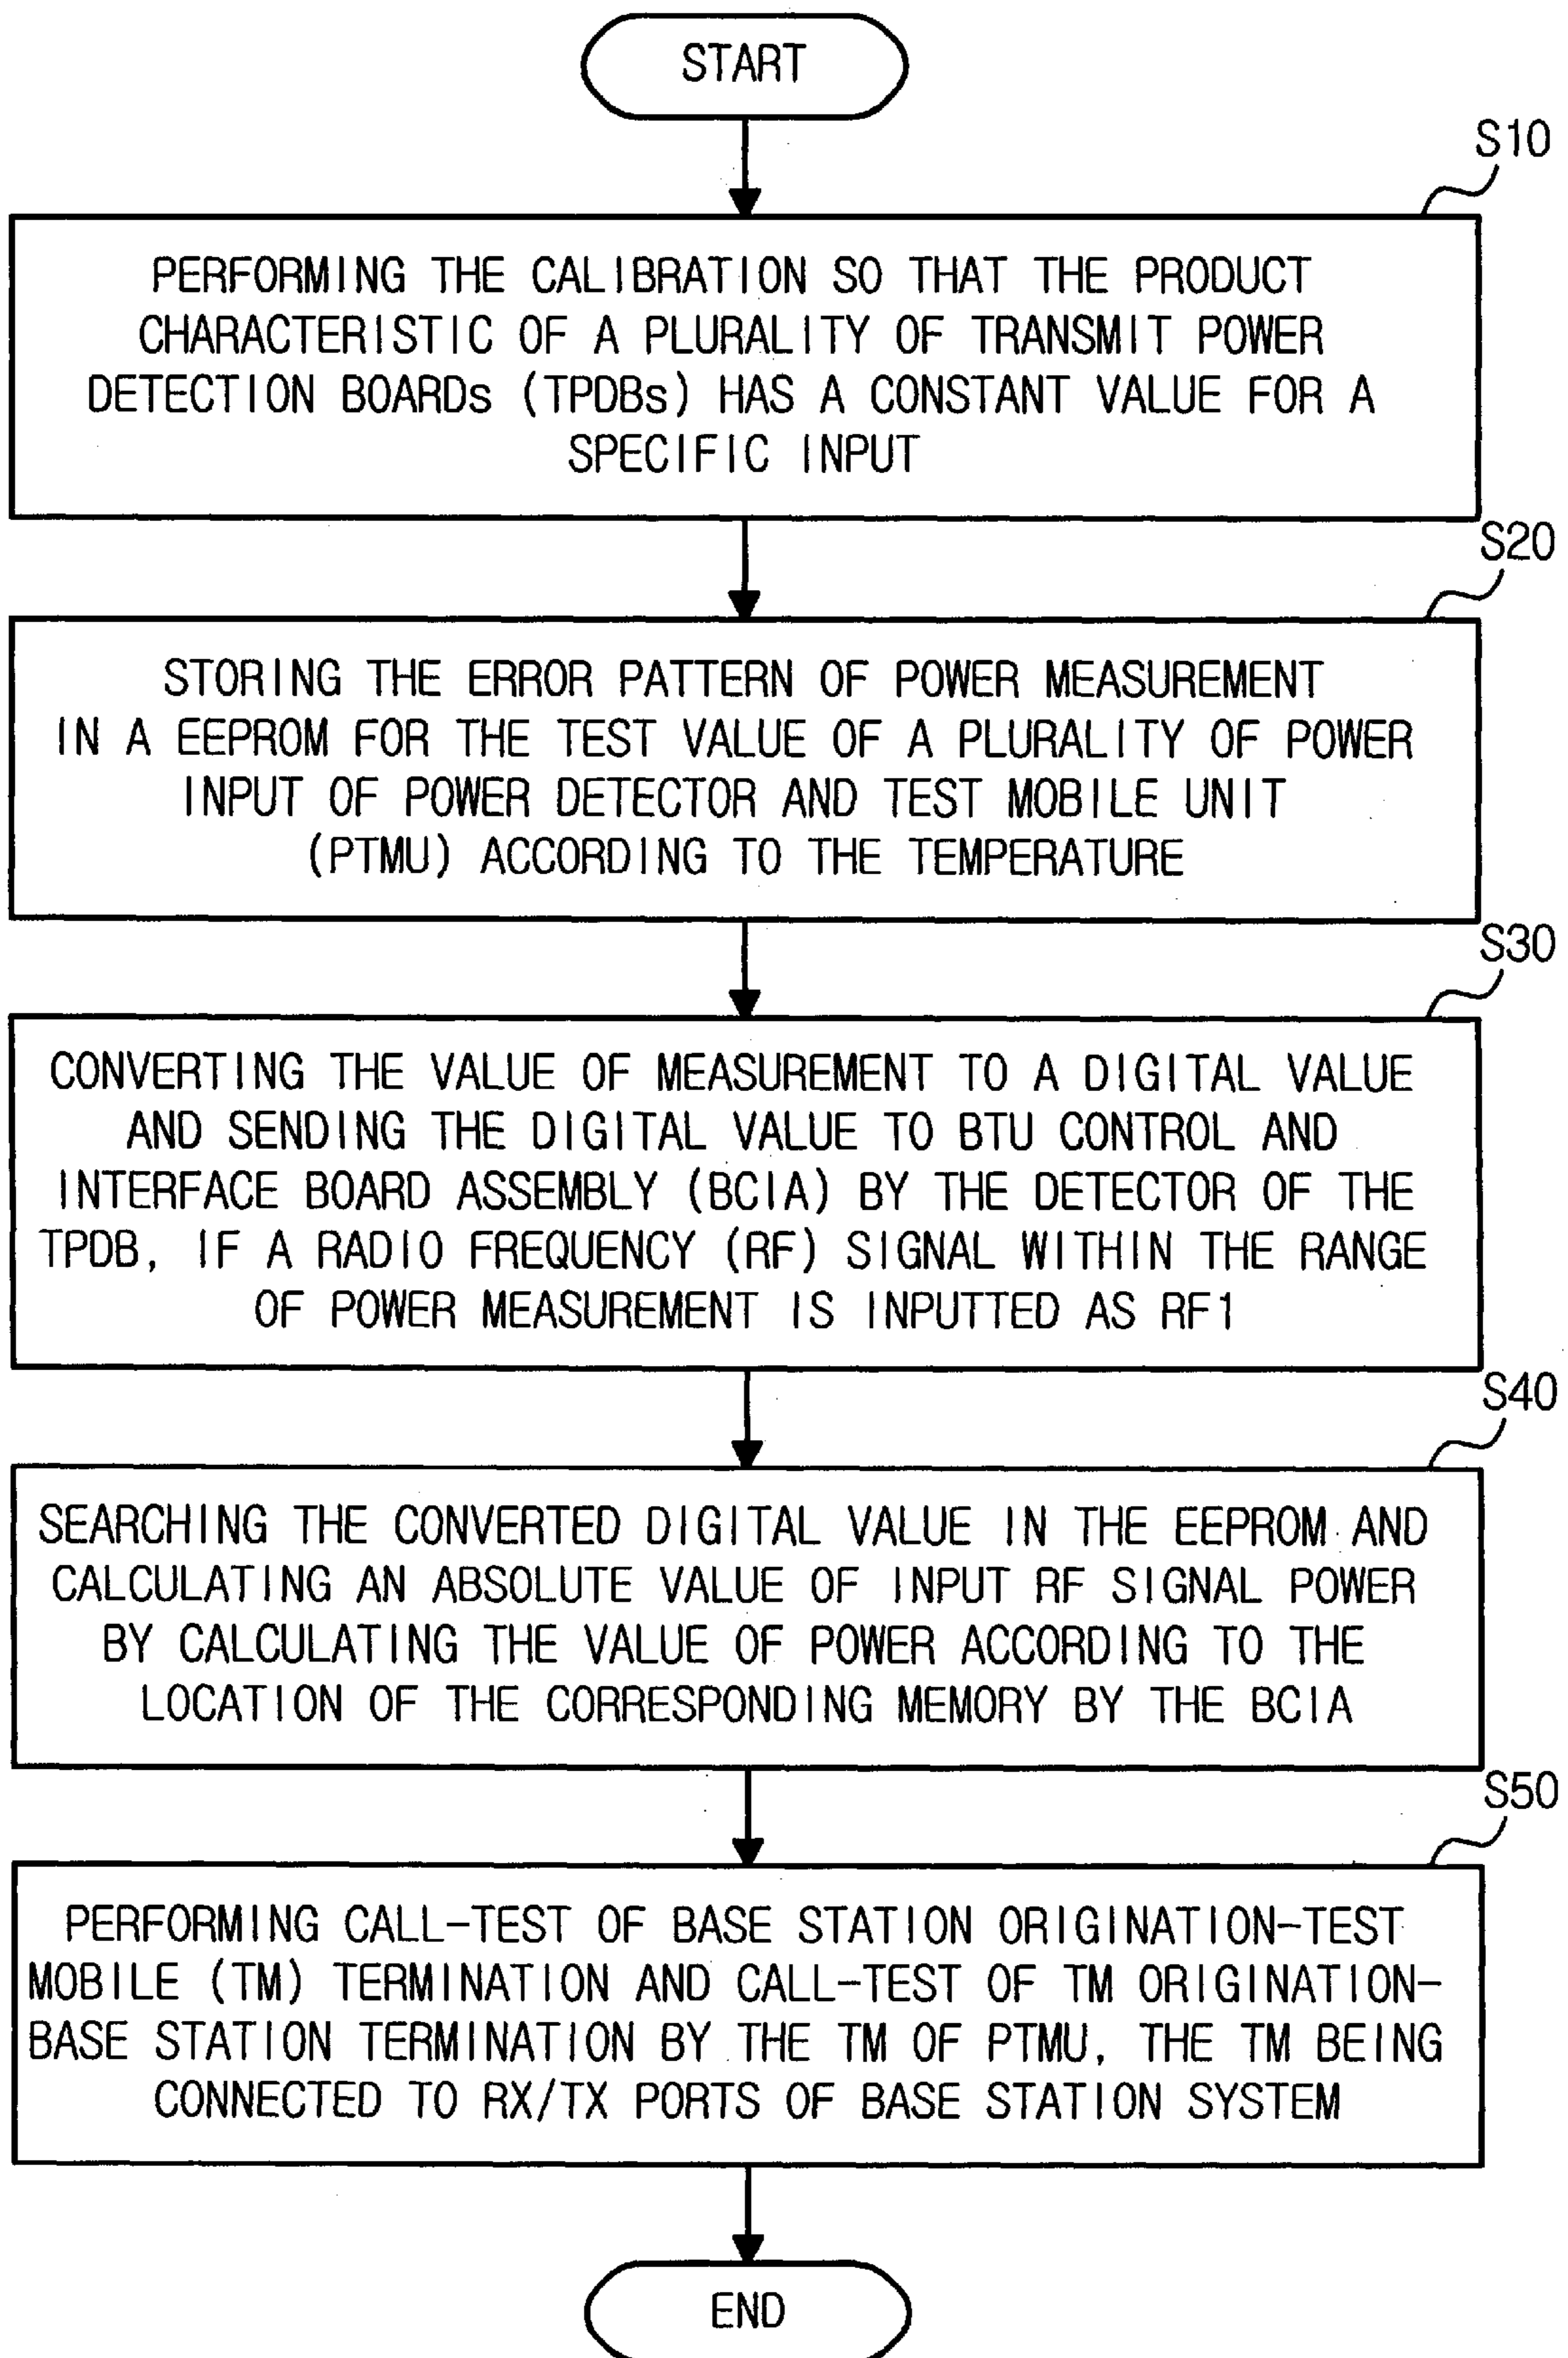 START
S10
PERFORMING THE CALIBRATION SO THAT THE PRODUCT
CHARACTERISTIC OF A PLURALITY OF TRANSMIT POWER
DETECTION BOARDs (TPDBs) HAS A CONSTANT VALUE FOR A
SPECIFIC INPUT
S20
STORING THE ERROR PATTERN OF POWER MEASUREMENT
IN A EEPROM FOR THE TEST VALUE OF A PLURALITY OF POWER
INPUT OF POWER DETECTOR AND TEST MOBILE UNIT
(PTMU) ACCORDING TO THE TEMPERATURE
S30
CONVERTING THE VALUE OF MEASUREMENT TO A DIGITAL VALUE
AND SENDING THE DIGITAL VALUE TO BTU CONTROL AND
INTERFACE BOARD ASSEMBLY (BCIA) BY THE DETECTOR OF THE
TPDB, IF A RADIO FREQUENCY (RF) SIGNAL WITHIN THE RANGE
OF POWER MEASUREMENT IS INPUTTED AS RF1
S40
SEARCHING THE CONVERTED DIGITAL VALUE IN THE EEPROM AND
CALCULATING AN ABSOLUTE VALUE OF INPUT RF SIGNAL POWER
BY CALCULATING THE VALUE OF POWER ACCORDING TO THE
LOCATION OF THE CORRESPONDING MEMORY BY THE BCIA
S50
PERFORMING CALL-TEST OF BASE STATION ORIGINATION-TEST
MOBILE (TM) TERMINATION AND CALL-TEST OF TM ORIGINATION-
BASE STATION TERMINATION BY THE TM OF PTMU, THE TM BEING
CONNECTED TO RX/TX PORTS OF BASE STATION SYSTEM
END